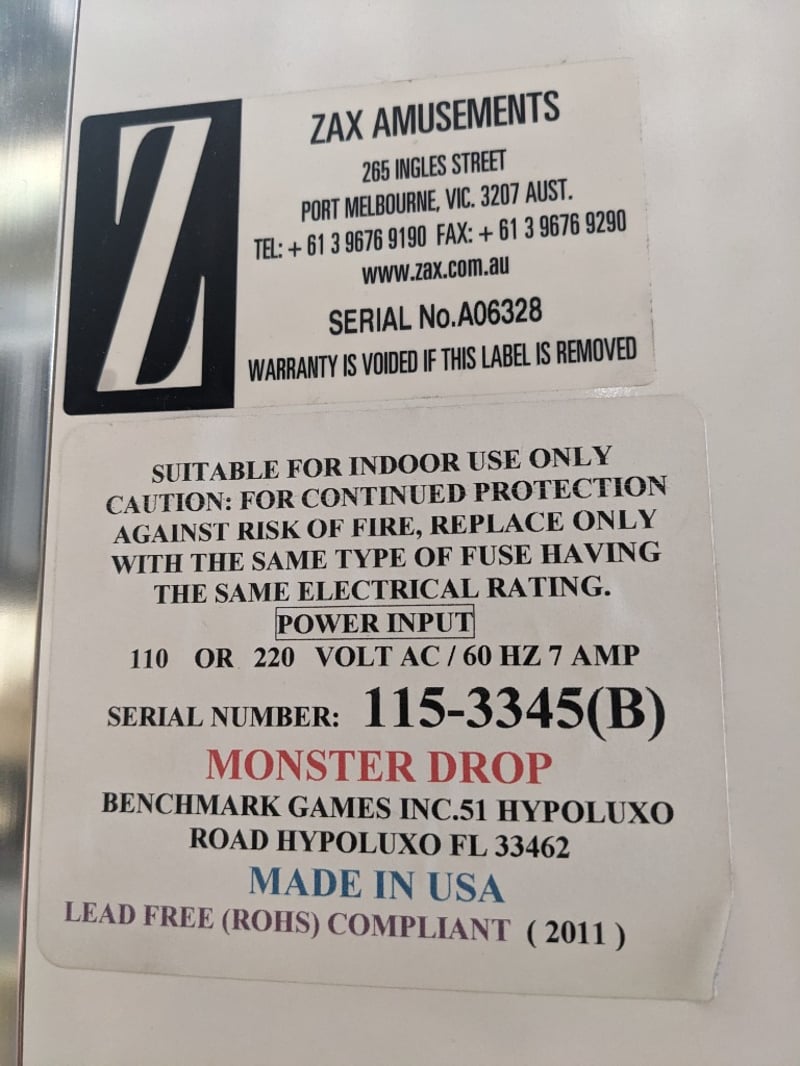 Z
ZAX AMUSEMENTS
265 INGLES STREET
PORT MELBOURNE, VIC. 3207 AUST.
TEL: + 61 3 9676 9190 FAX: + 61 3 9676 9290
www.zax.com.au
SERIAL No.A06328
WARRANTY IS VOIDED IF THIS LABEL IS REMOVED
SUITABLE FOR INDOOR USE ONLY
CAUTION: FOR CONTINUED PROTECTION
AGAINST RISK OF FIRE, REPLACE ONLY
WITH THE SAME TYPE OF FUSE HAVING
THE SAME ELECTRICAL RATING.
POWER INPUT
110 OR 220 VOLT AC / 60 HZ 7 AMP
SERIAL NUMBER: 115-3345(B)
MONSTER DROP
BENCHMARK GAMES INC.51 HYPOLUXO
ROAD HYPOLUXO FL 33462
MADE IN USA
LEAD FREE (ROHS) COMPLIANT ( 2011 )